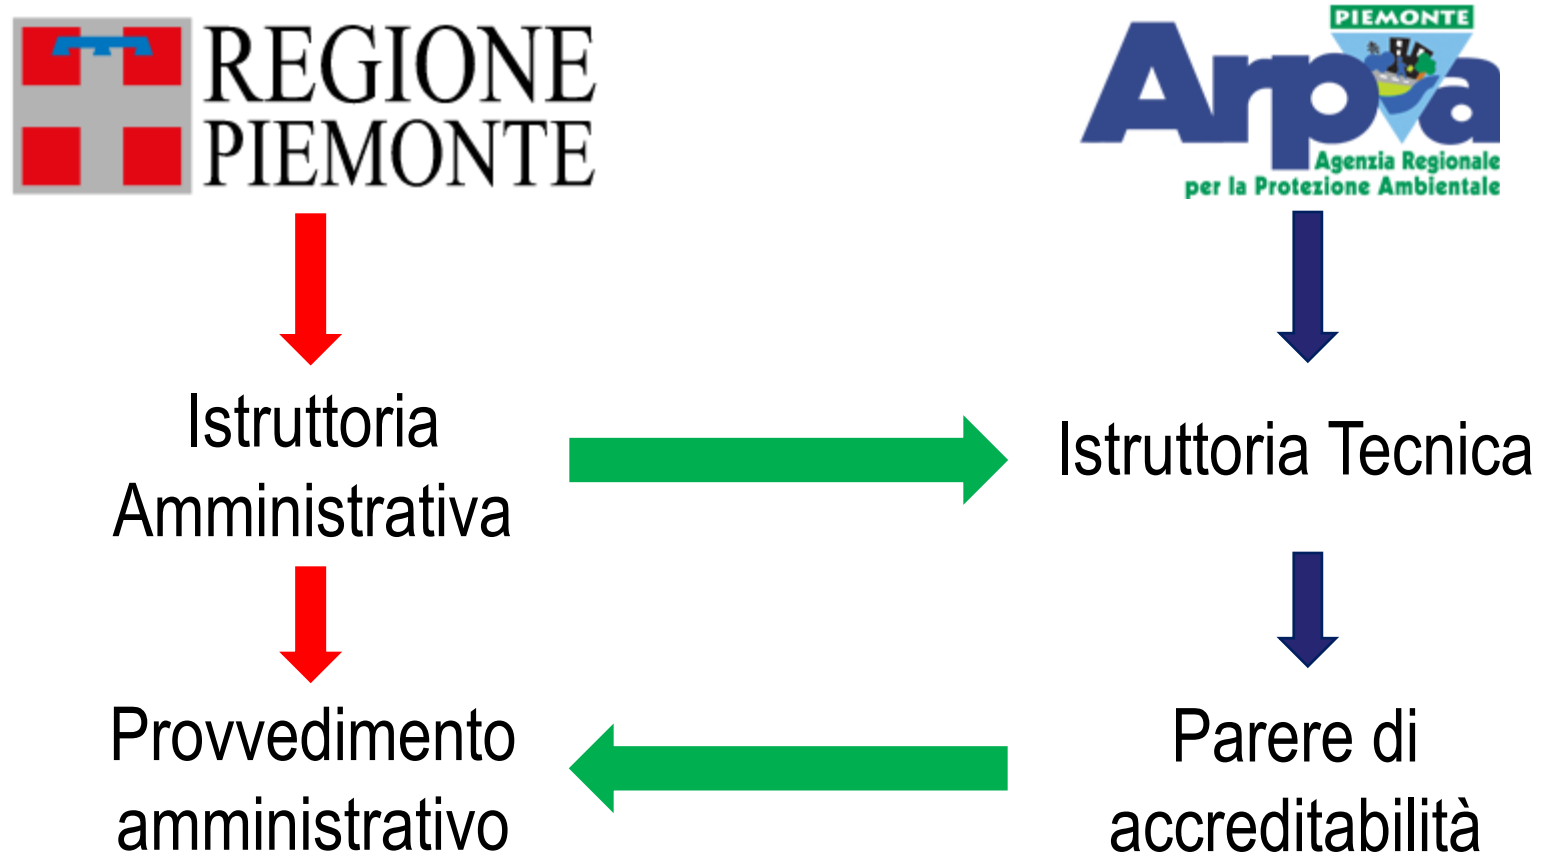 REGIONE
PIEMONTE
PIEMONTE
Arpa
Agenzia Regionale
per la Protezione Ambientale
Istruttoria
Amministrativa
Istruttoria Tecnica
Provvedimento
amministrativo
Parere di
accreditabilità